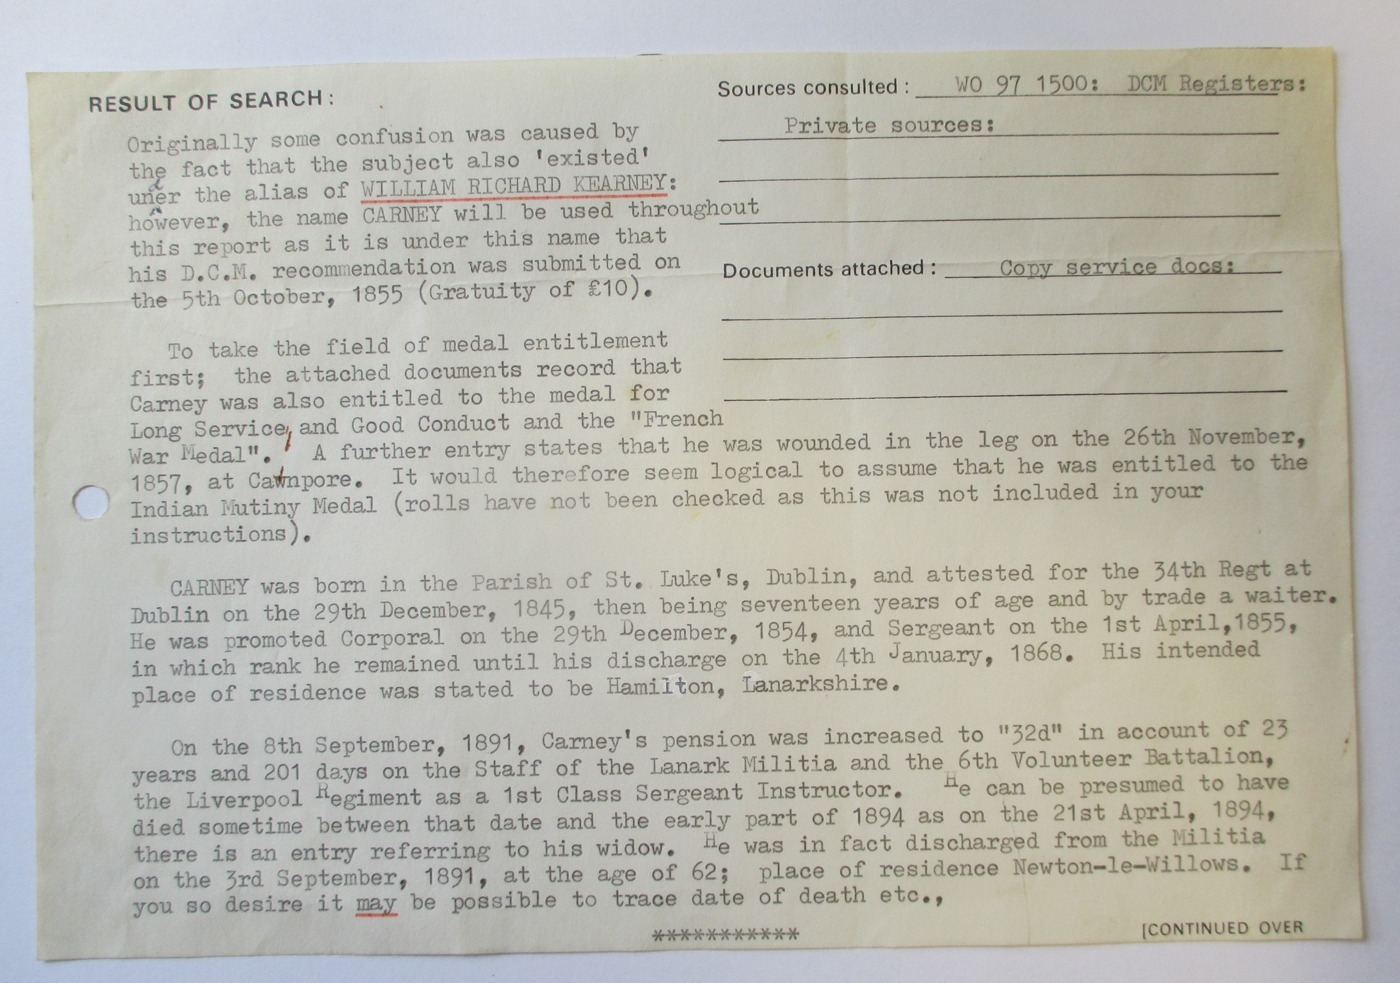 RESULT OF SEARCH:
Originally some confusion was caused by
the fact that the subject also 'existed'
unđer the alias of WILLIAM RICHARD KEARNEY:
however, the name CARNEY will be used throughout
this report as it is under this name that
his D.C.M. recommendation was submitted on
the 5th October, 1855 (Gratuity of £10).
Sources consulted: WO 97 1500: DCM Registers:
Private sources:
Documents attached: Copy service docs:
To take the field of medal entitlement
first; the attached documents record that
Carney was also entitled to the medal for
Long Service, and Good Conduct and the "French
War Medal". A further entry states that he was wounded in the leg on the 26th November,
1857, at Cawnpore. It would therefore seem logical to assume that he was entitled to the
Indian Mutiny Medal (rolls have not been checked as this was not included in your
instructions).
CARNEY was born in the Parish of St. Luke's, Dublin, and attested for the 34th Regt at
Dublin on the 29th December, 1845, then being seventeen years of age and by trade a waiter.
He was promoted Corporal on the 29th December, 1854, and Sergeant on the 1st April,1855,
in which rank he remained until his discharge on the 4th January, 1868. His intended
place of residence was stated to be Hamilton, Lanarkshire.
On the 8th September, 1891, Carney's pension was increased to "32d" in account of 23
years and 201 days on the Staff of the Lanark Militia and the 6th Volunteer Battalion,
the Liverpool Regiment as a 1st Class Sergeant Instructor. He can be presumed to have
died sometime between that date and the early part of 1894 as on the 21st April, 1894,
there is an entry referring to his widow. He was in fact discharged from the Militia
on the 3rd September, 1891, at the age of 62; place of residence Newton-le-Willows. If
you so desire it may be possible to trace date of death etc.,
***********
[CONTINUED OVER